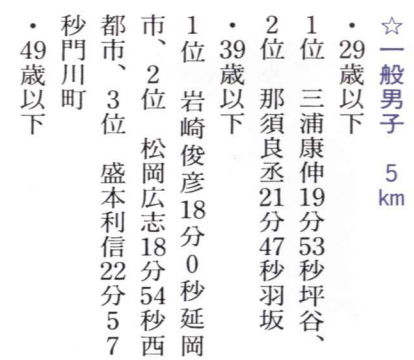 ☆一般男子　5km
・29歳以下
1位　三浦康伸19分53秒坪谷、
2位　那須良丞21分47秒羽坂
・39歳以下
1位　岩崎俊彦18分0秒延岡
市、2位　松岡広志18分54秒西
都市、3位　盛本利信22分57
秒門川町
・49歳以下